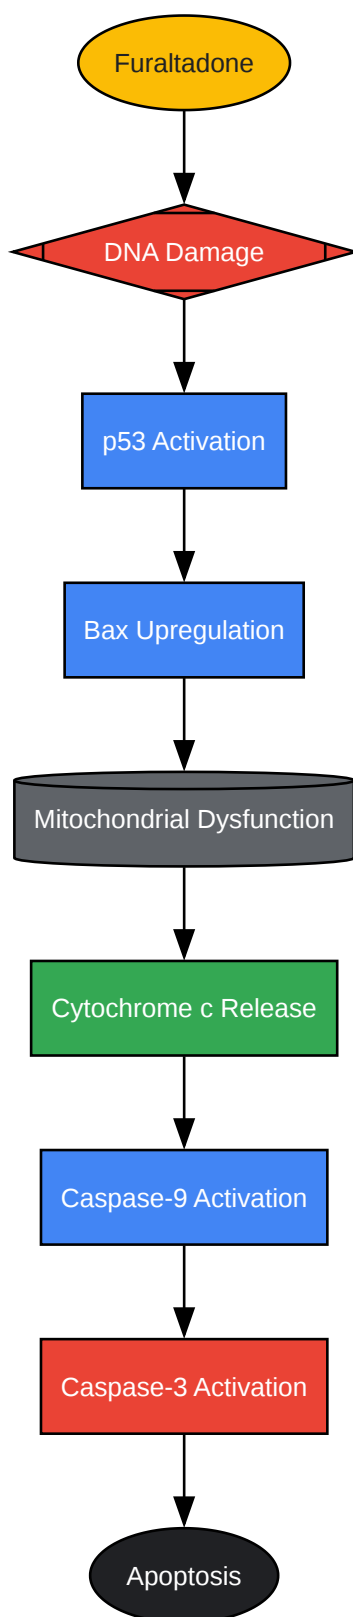 Furaltadone
DNA Damage
p53 Activation
Bax Upregulation
Mitochondrial Dysfunction
Cytochrome c Release
Caspase-9 Activation
Caspase-3 Activation
Apoptosis